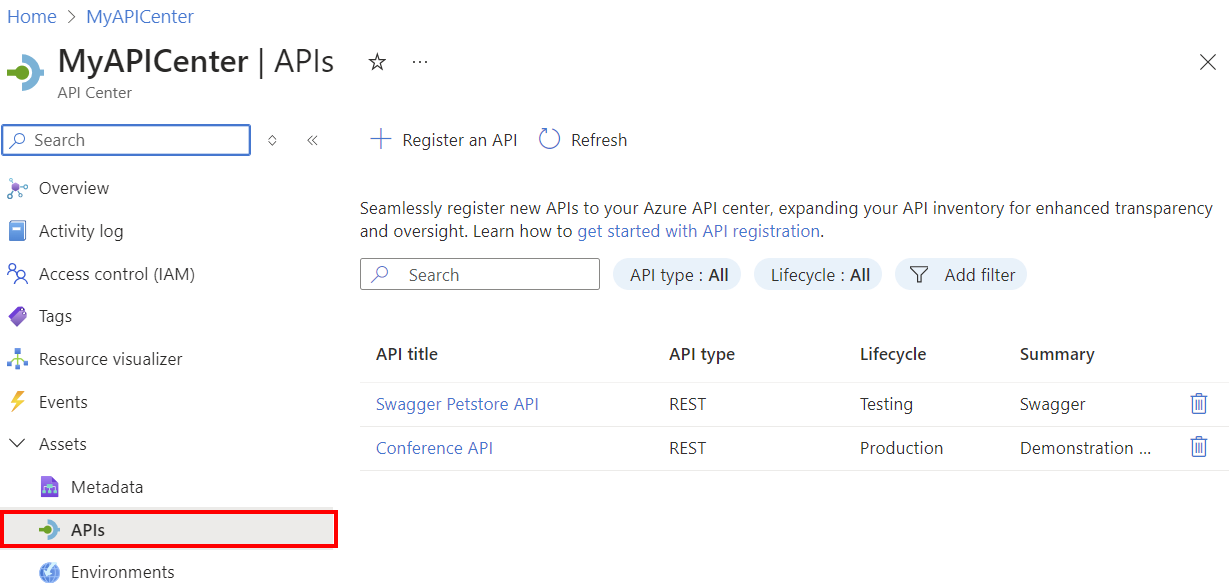 Home > MyAPICenter
MyAPICenter | APIs ...
API Center
Search
Register an API Refresh
Overview
Activity log
Access control (IAM)
Tags
Resource visualizer
Events
Assets
Metadata
APIs
Environments
Seamlessly register new APIs to your Azure API center, expanding your API inventory for enhanced transparency
and oversight. Learn how to get started with API registration.
Search API type : All Lifecycle : All Add filter
API title API type Lifecycle Summary
Swagger Petstore API REST Testing Swagger
Conference API REST Production Demonstration ...